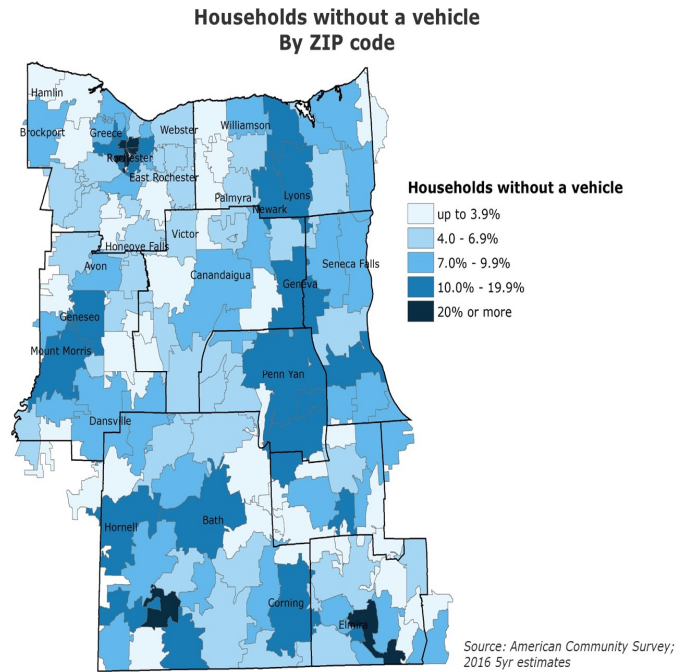 Households without a vehicle
By ZIP code
Hamlin
Brockport
Greece
Webster
Williamson
Rochester
East Rochester
Palmyra
Lyons
Newark
Victor
Honeoye Falls
Avon
Canandaigua
Geneva
Seneca Falls
Geneseo
Mount Morris
Penn Yan
Dansville
Hornell
Bath
Corning
Elmira
Households without a vehicle
up to 3.9%
4.0 - 6.9%
7.0% - 9.9%
10.0% - 19.9%
20% or more
Source: American Community Survey;
2016 5yr estimates